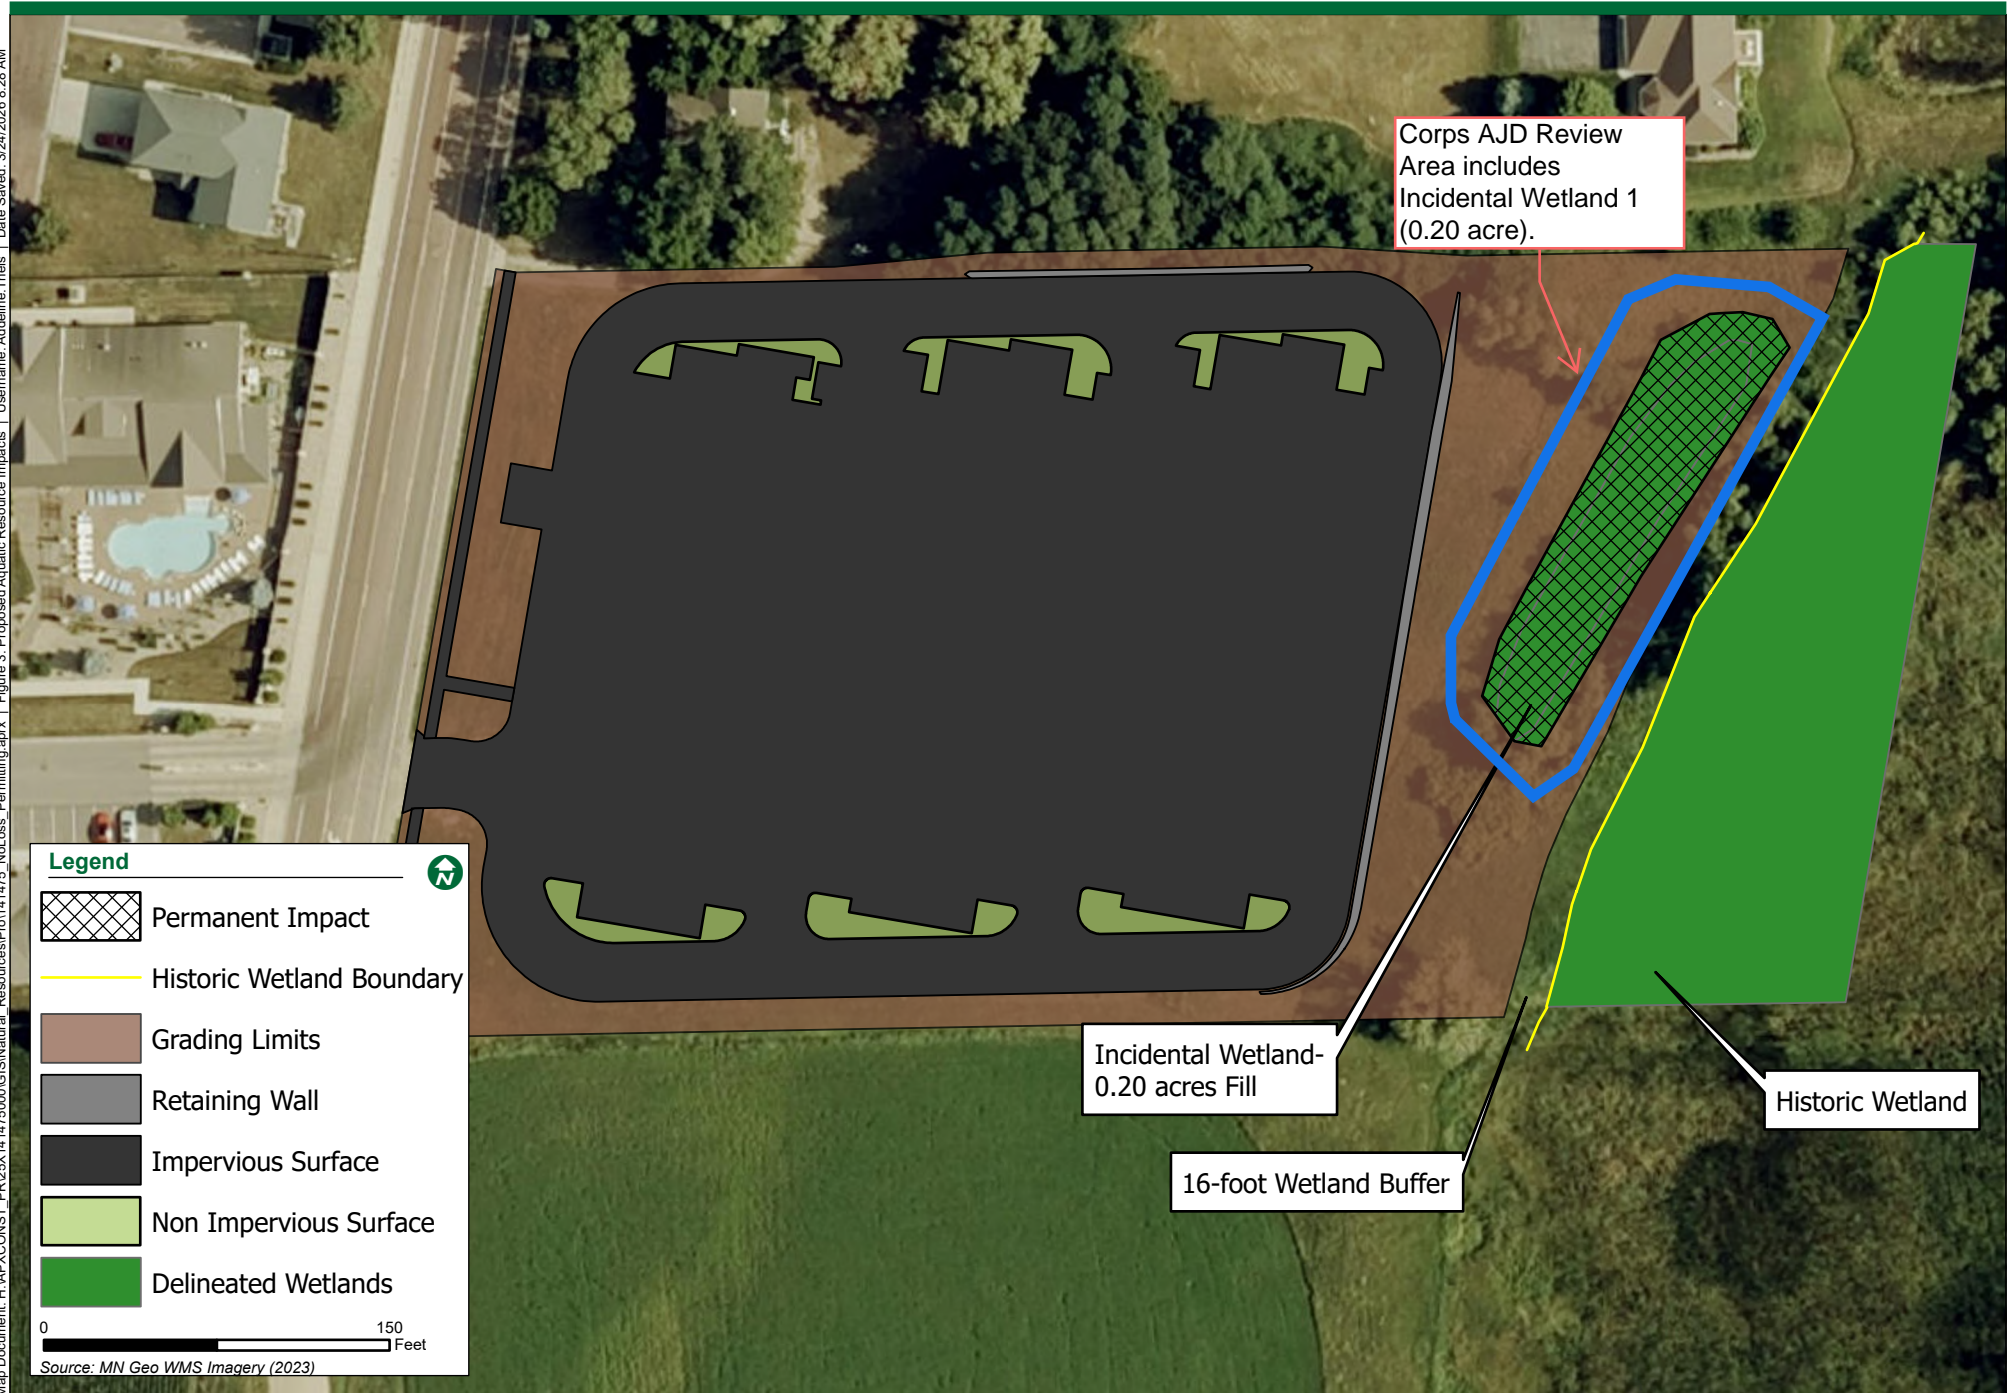 Corps AJD Review
Area includes
Incidental Wetland 1
(0.20 acre).
Legend
N
Permanent Impact
Historic Wetland Boundary
Grading Limits
Retaining Wall
Impervious Surface
Non Impervious Surface
Delineated Wetlands
0 150
Feet
Source: MN Geo WMS Imagery (2023)
Incidental Wetland-
0.20 acres Fill
16-foot Wetland Buffer
Historic Wetland